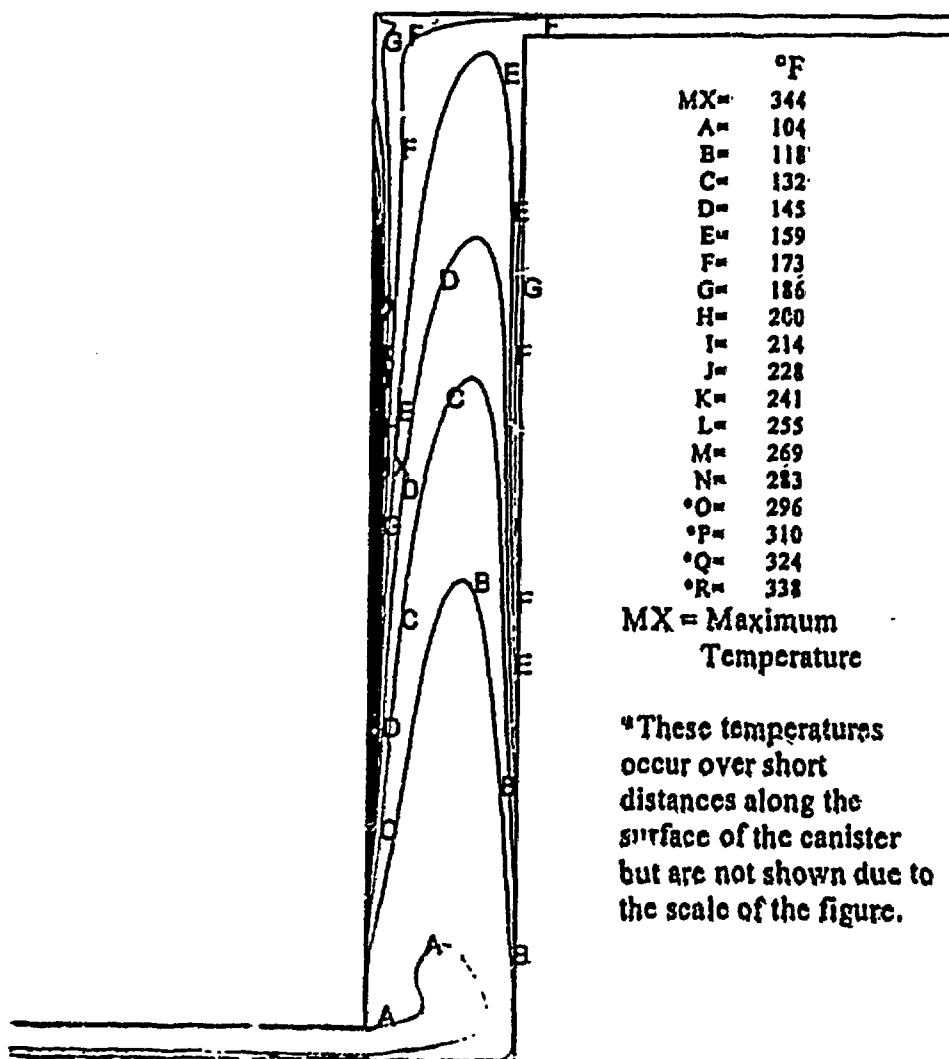 G F F
E
F
E
D G
F
C
E
X
D
G
B
C F
E
D
B
C
A
B
A
°F
MX= 344
A= 104
B= 118
C= 132
D= 145
E= 159
F= 173
G= 186
H= 200
I= 214
J= 228
K= 241
L= 255
M= 269
N= 283
*O= 296
*P= 310
*Q= 324
*R= 338
MX = Maximum
Temperature
*These temperatures
occur over short
distances along the
surface of the canister
but are not shown due to
the scale of the figure.